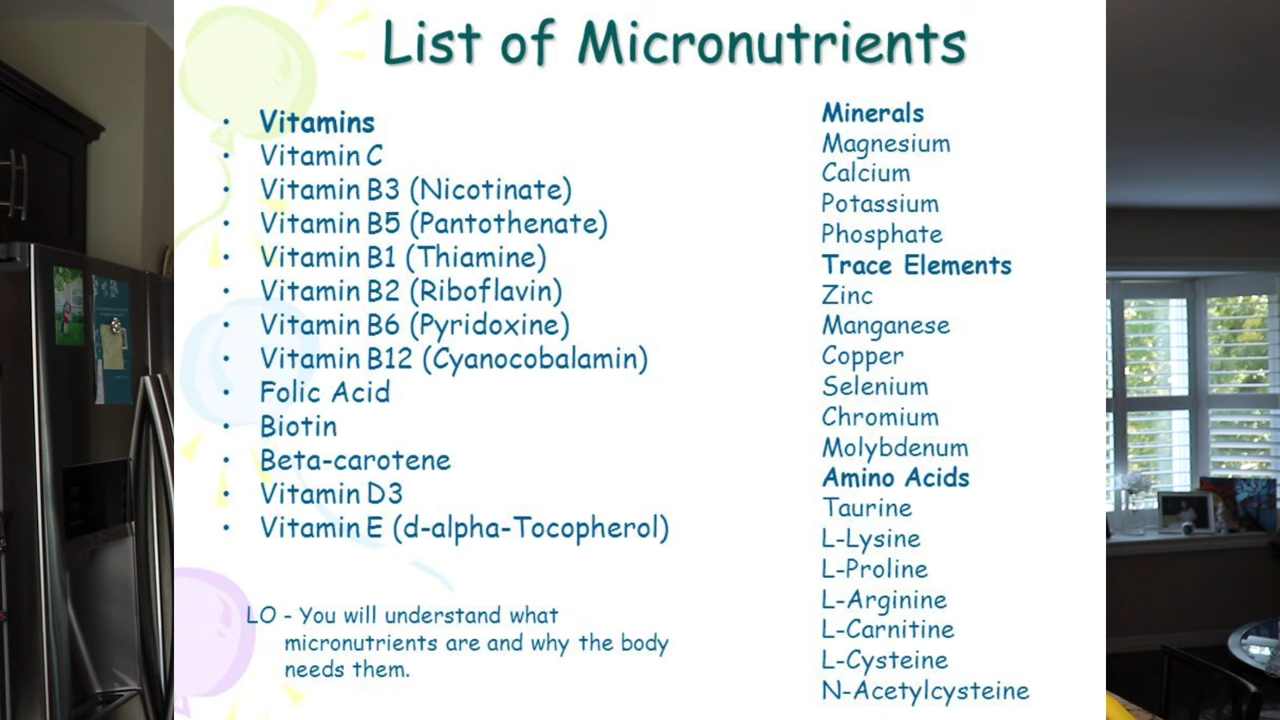 List of Micronutrients
• Vitamins
• Vitamin C
• Vitamin B3 (Nicotinate)
• Vitamin B5 (Pantothenate)
• Vitamin B1 (Thiamine)
• Vitamin B2 (Riboflavin)
• Vitamin B6 (Pyridoxine)
• Vitamin B12 (Cyanocobalamin)
• Folic Acid
• Biotin
• Beta-carotene
• Vitamin D3
• Vitamin E (d-alpha-Tocopherol)
LO - You will understand what
micronutrients are and why the body
needs them.
Minerals
Magnesium
Calcium
Potassium
Phosphate
Trace Elements
Zinc
Manganese
Copper
Selenium
Chromium
Molybdenum
Amino Acids
Taurine
L-Lysine
L-Proline
L-Arginine
L-Carnitine
L-Cysteine
N-Acetylcysteine